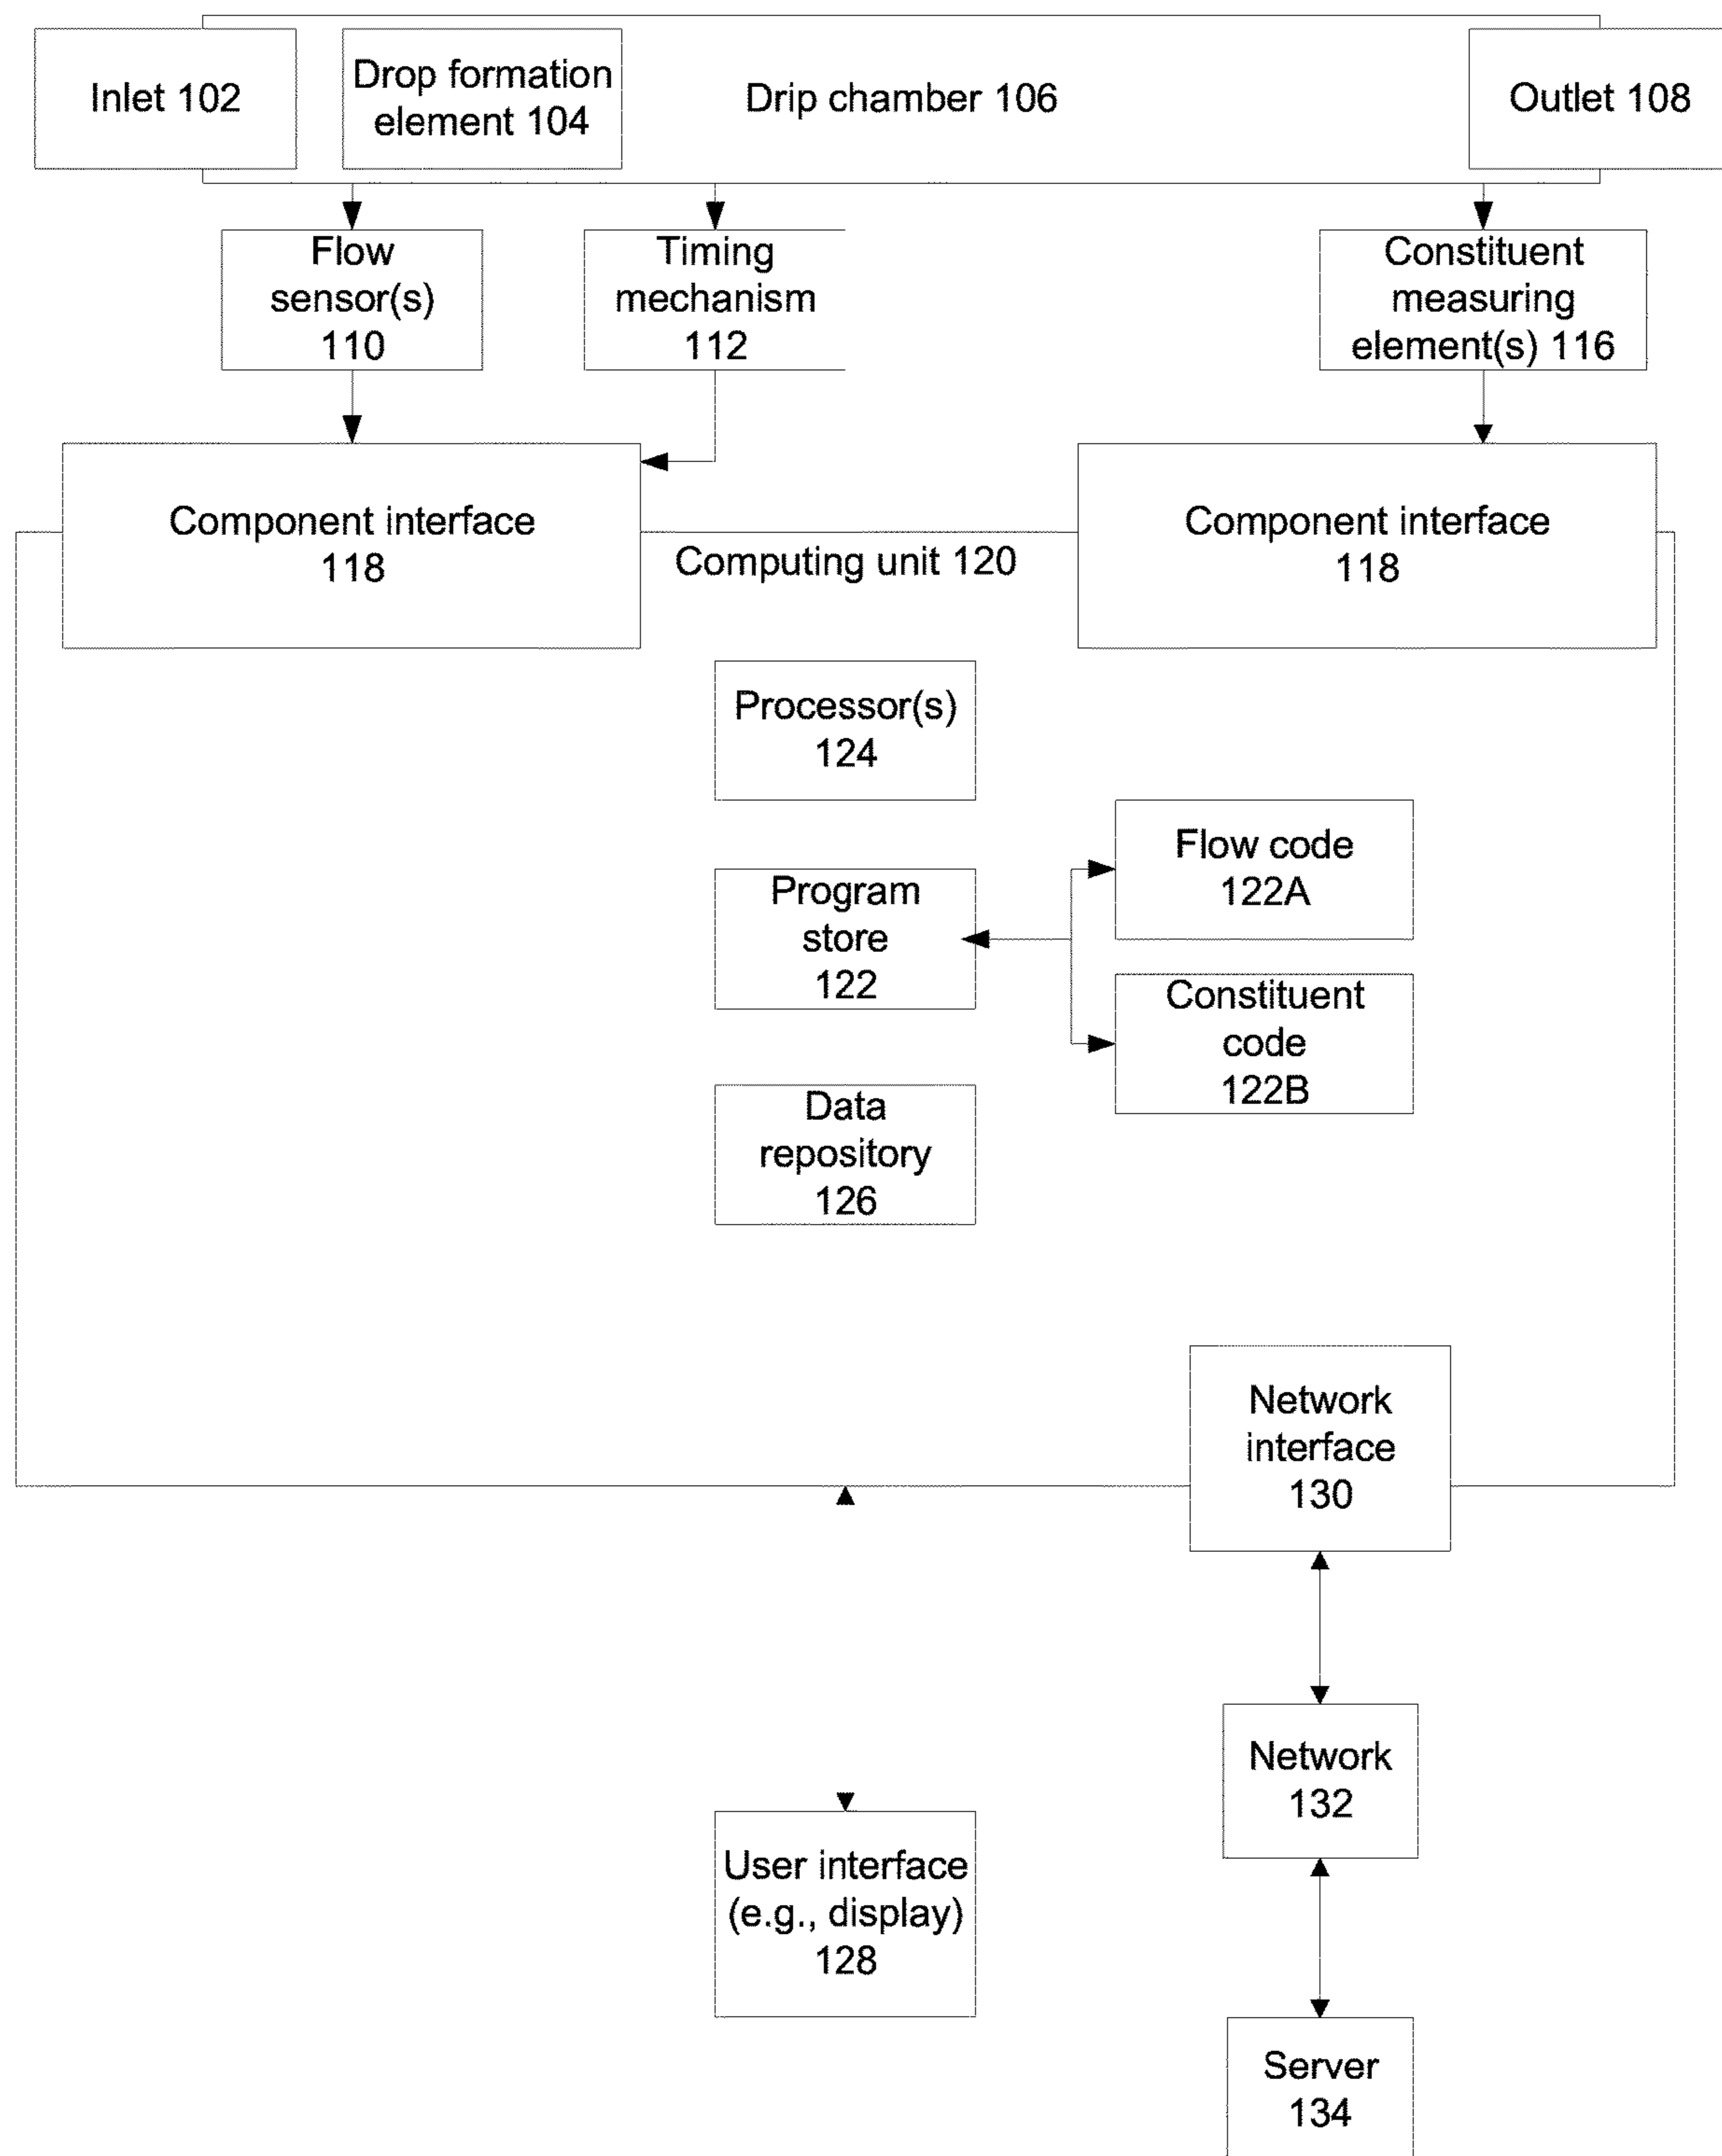 Inlet 102
Drop formation
element 104
Drip chamber 106
Outlet 108
Flow
sensor(s)
110
Timing
mechanism
112
Constituent
measuring
element(s) 116
Component interface
118
Computing unit 120
Component interface
118
Processor(s)
124
Program
store
122
Flow code
122A
Constituent
code
122B
Data
repository
126
Network
interface
130
Network
132
User interface
(e.g., display)
128
Server
134